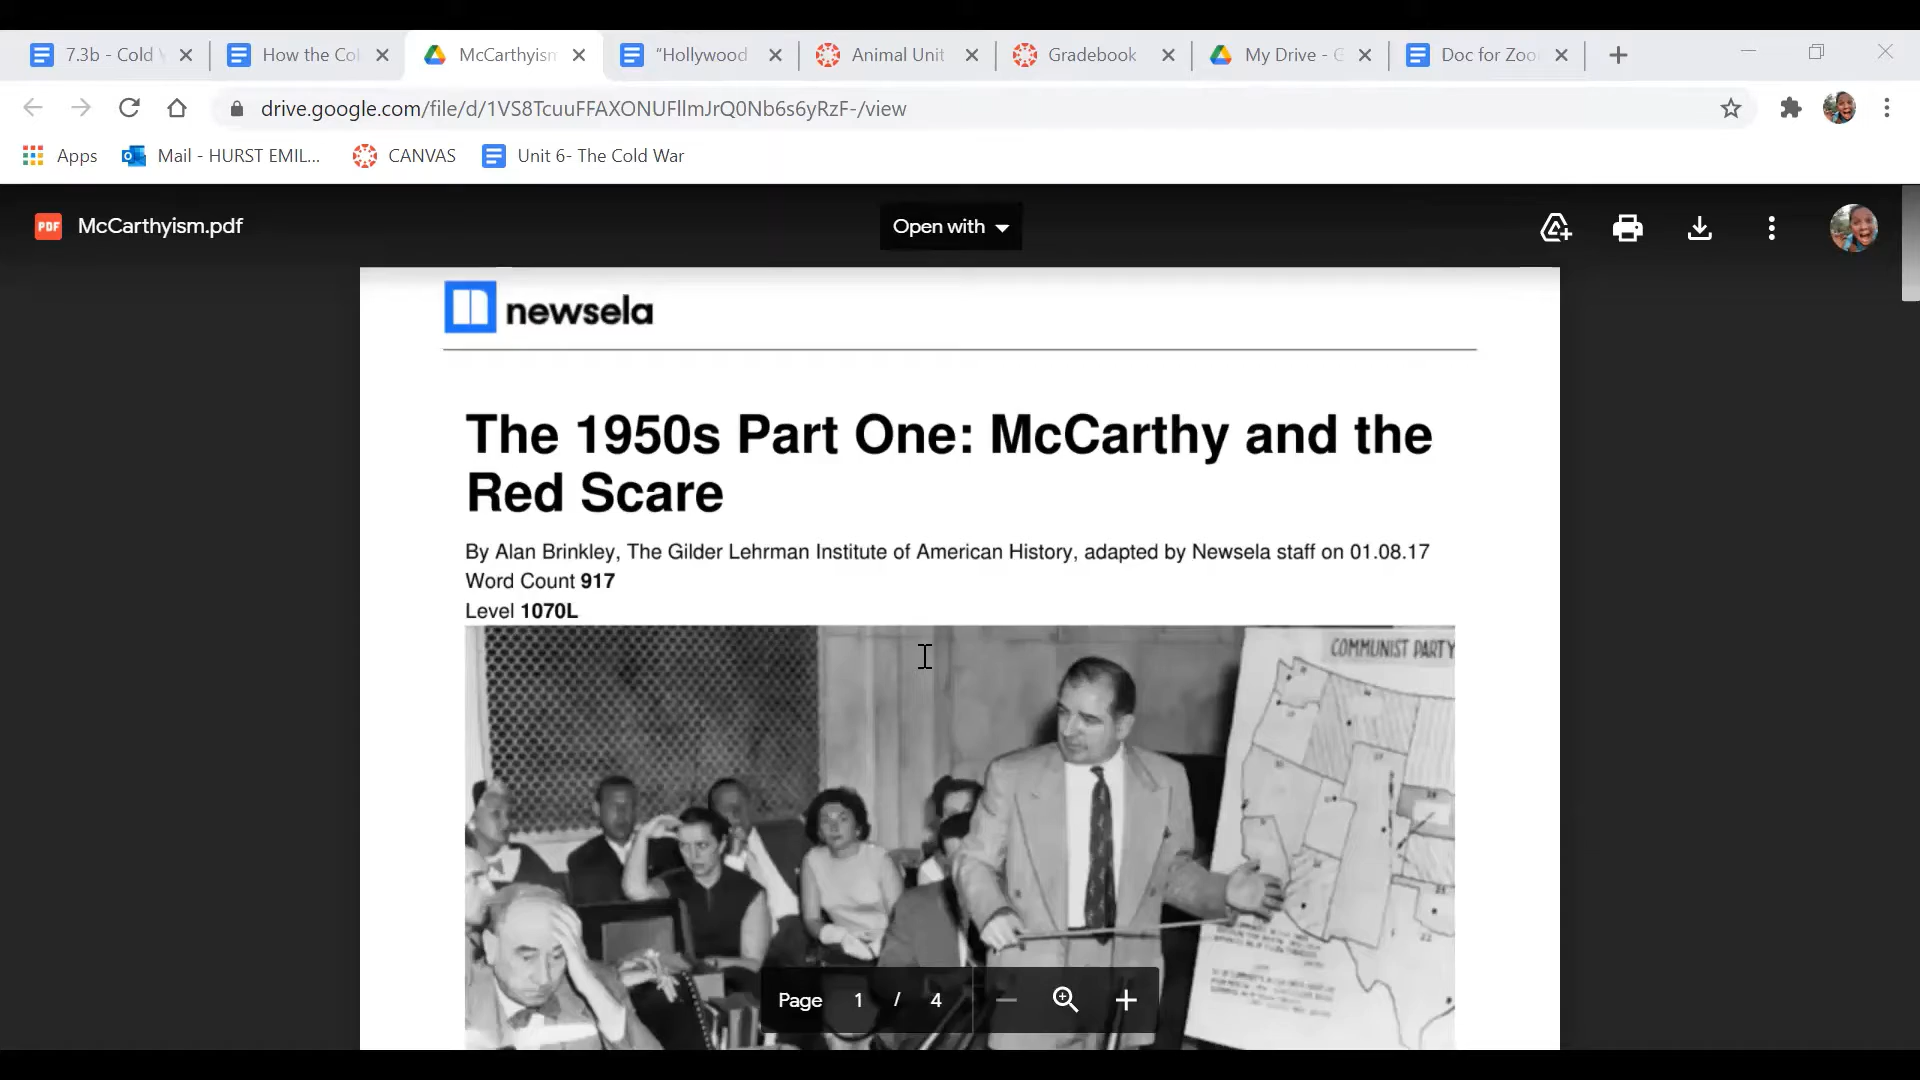 7.3b - Cold
How the Col
McCarthyism
"Hollywood
Animal Unit
Gradebook
My Drive - G
Doc for Zoo
drive.google.com/file/d/1VS8TcuuFFAXONUFllmJrQ0Nb6s6yRzF-/view
Apps
Mail - HURST EMIL...
CANVAS
Unit 6- The Cold War
PDF
McCarthyism.pdf
Open with
newsela
The 1950s Part One: McCarthy and the
Red Scare
By Alan Brinkley, The Gilder Lehrman Institute of American History, adapted by Newsela staff on 01.08.17
Word Count 917
Level 1070L
COMMUNIST PARTY
Page 1 / 4